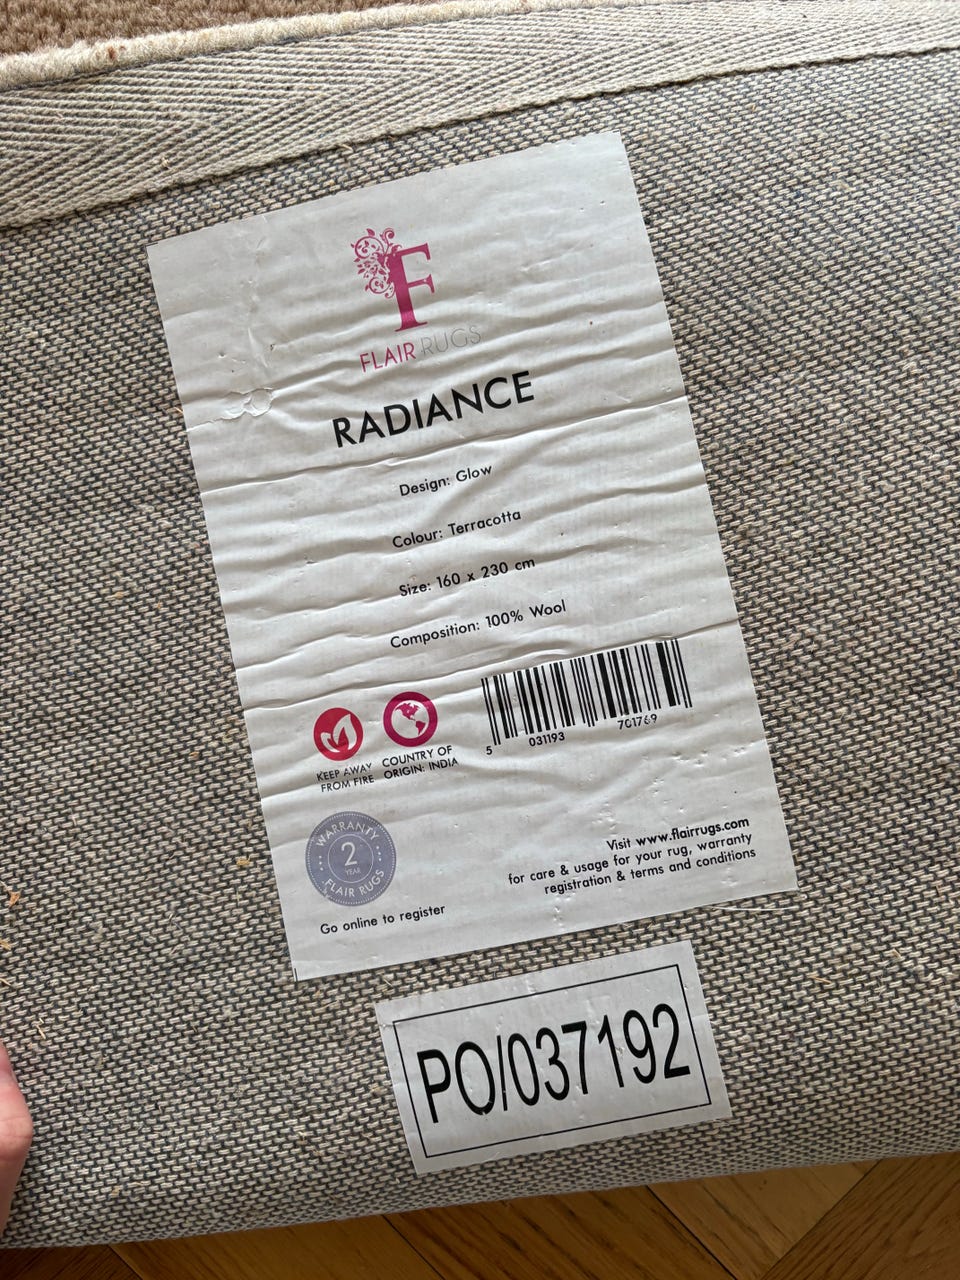 F
FLAIR RUGS
RADIANCE
Design: Glow
Colour: Terracotta
Size: 160 x 230 cm
Composition: 100% Wool
KEEP AWAY
FROM FIRE
COUNTRY OF
ORIGIN: INDIA
5 031193 701769
WARRANTY
2
YEAR
FLAIR RUGS
Go online to register
Visit www.flairrugs.com
for care & usage for your rug, warranty
registration & terms and conditions
PO/037192